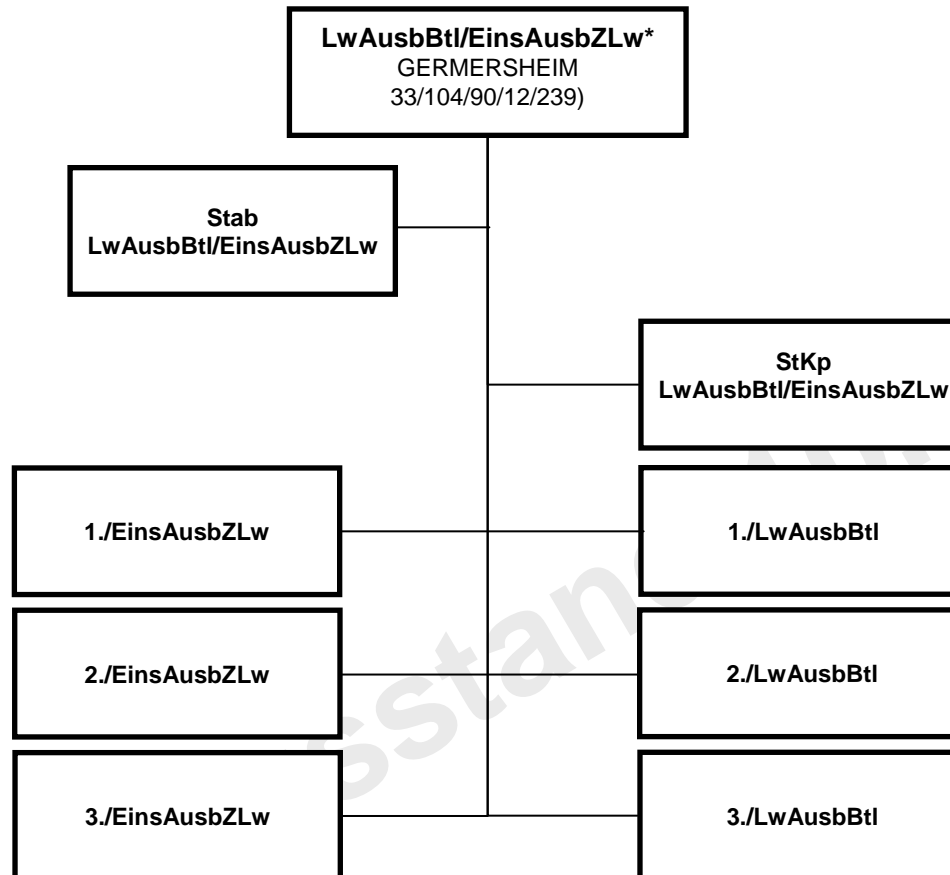 LwAusbBtl/EinsAusbZLw*
GERMERSHEIM
33/104/90/12/239)
Stab
LwAusbBtl/EinsAusbZLw
StKp
LwAusbBtl/EinsAusbZLw
1./EinsAusbZLw
1./LwAusbBtl
2./EinsAusbZLw
2./LwAusbBtl
3./EinsAusbZLw
3./LwAusbBtl